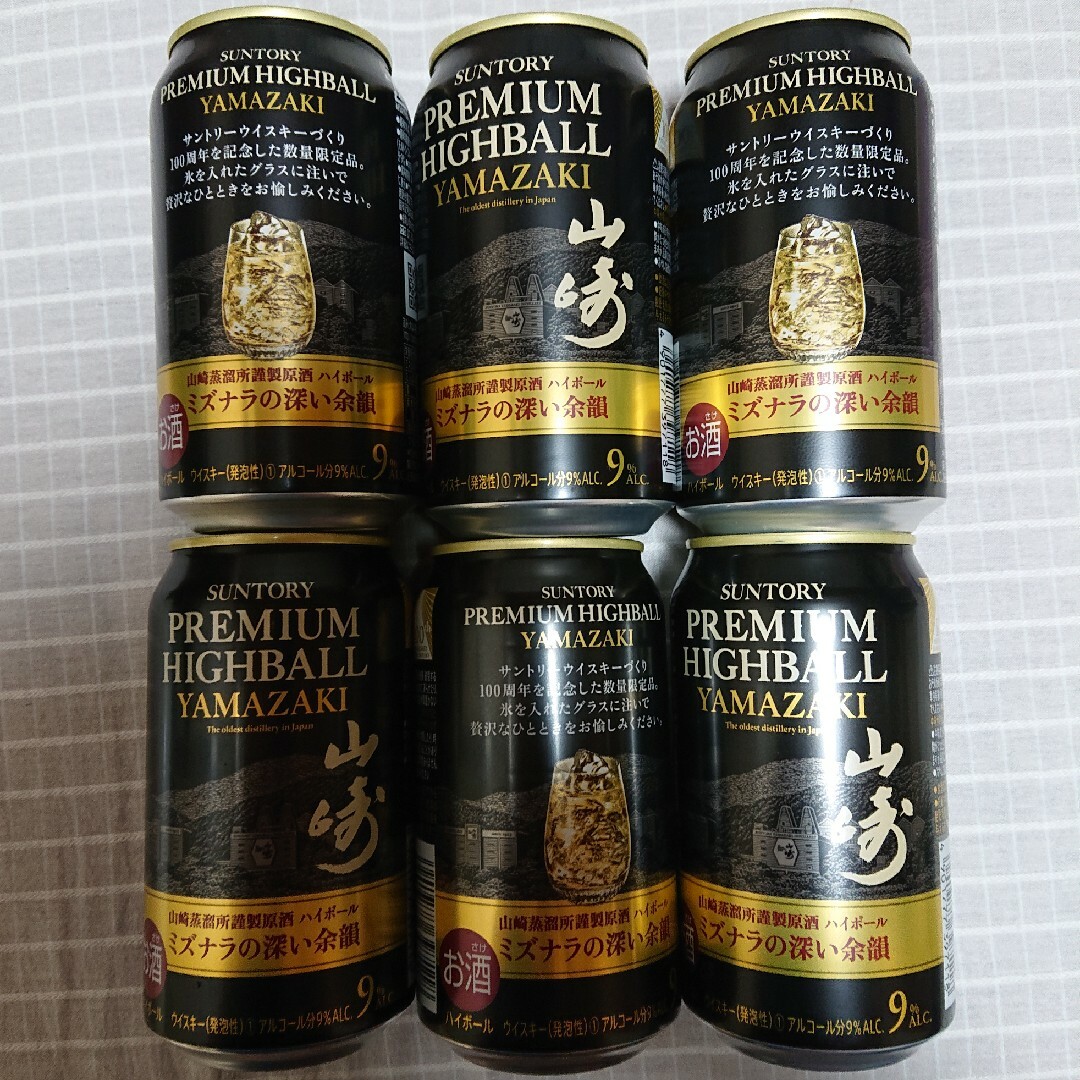 SUNTORY
PREMIUM HIGHBALL
YAMAZAKI
サントリーウイスキーづくり
100周年を記念した数量限定品。
氷を入れたグラスに注いで
贅沢なひとときをお愉しみください。
山崎蒸溜所謹製原酒 ハイボール
ミズナラの深い余韻
さけ
お酒
ハイボール ウイスキー(発泡性)① アルコール分9%ALC. 9
SUNTORY
PREMIUM
HIGHBALL
YAMAZAKI
The oldest distillery in Japan
山崎
山崎蒸溜所謹製原酒 ハイボール
ミズナラの深い余韻
ウイスキー(発泡性)① アルコール分9%ALC. 9% ALC.
SUNTORY
PREMIUM HIGHBALL
YAMAZAKI
サントリーウイスキーづくり
100周年を記念した数量限定品。
氷を入れたグラスに注いで
贅沢なひとときをお愉しみください。
山崎蒸溜所謹製原酒 ハイボール
ミズナラの深い余韻
さけ
お酒
ハイボール ウイスキー(発泡性)① アルコール分9%ALC. 9% ALC.
SUNTORY
PREMIUM
HIGHBALL
YAMAZAKI
The oldest distillery in Japan
山崎
山崎蒸溜所謹製原酒 ハイボール
ミズナラの深い余韻
お酒
ウイスキー(発泡性)① アルコール分9%ALC. 9% ALC.
SUNTORY
PREMIUM HIGHBALL
YAMAZAKI
サントリーウイスキーづくり
100周年を記念した数量限定品。
氷を入れたグラスに注いで
贅沢なひとときをお愉しみください。
山崎蒸溜所謹製原酒 ハイボール
ミズナラの深い余韻
さけ
お酒
ハイボール ウイスキー(発泡性)① アルコール分9%ALC. 9
SUNTORY
PREMIUM
HIGHBALL
YAMAZAKI
The oldest distillery in Japan
山崎
山崎蒸溜所謹製原酒 ハイボール
ミズナラの深い余韻
ウイスキー(発泡性)① アルコール分9%ALC. 9% ALC.